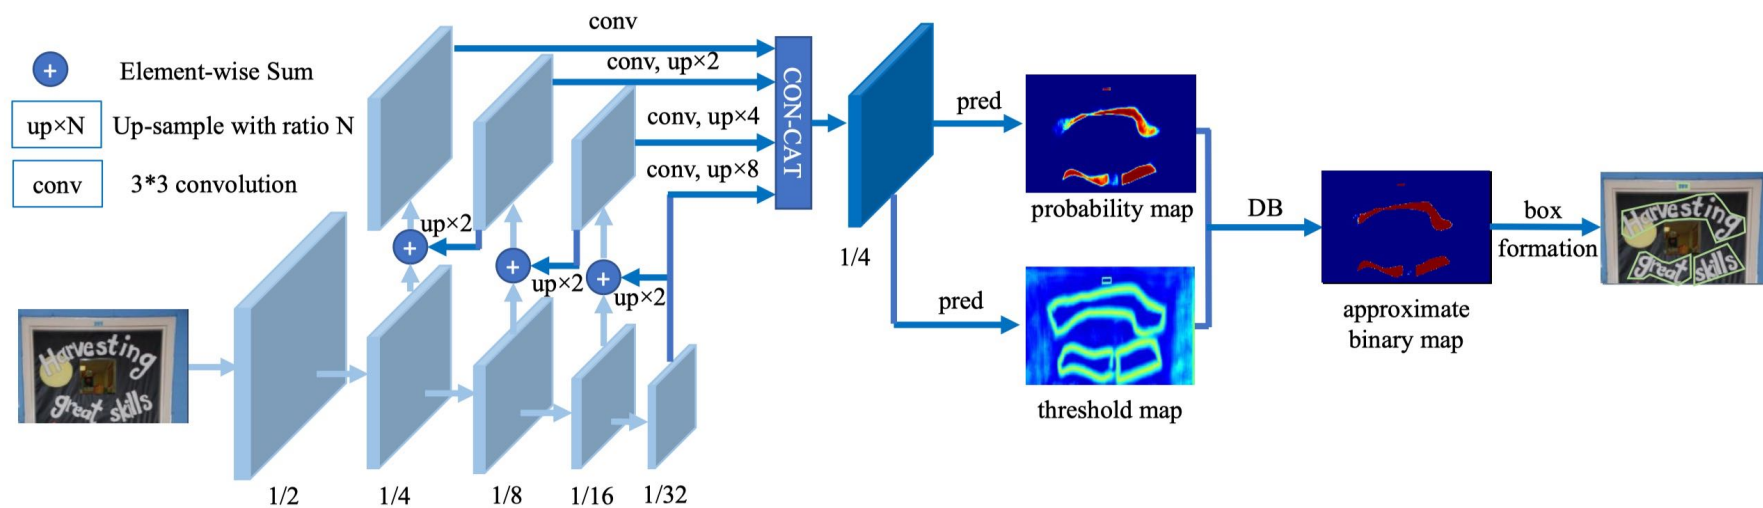 conv
+
Element-wise Sum
up×N
Up-sample with ratio N
conv
3*3 convolution
conv, up×2
conv, up×4
conv, up×8
CON-CAT
up×2
+
up×2
+
up×2
+
1/2
1/4
1/8
1/16
1/32
Harvesting
great skills
1/4
pred
probability map
pred
threshold map
DB
approximate
binary map
box
formation
Harvesting
great skills